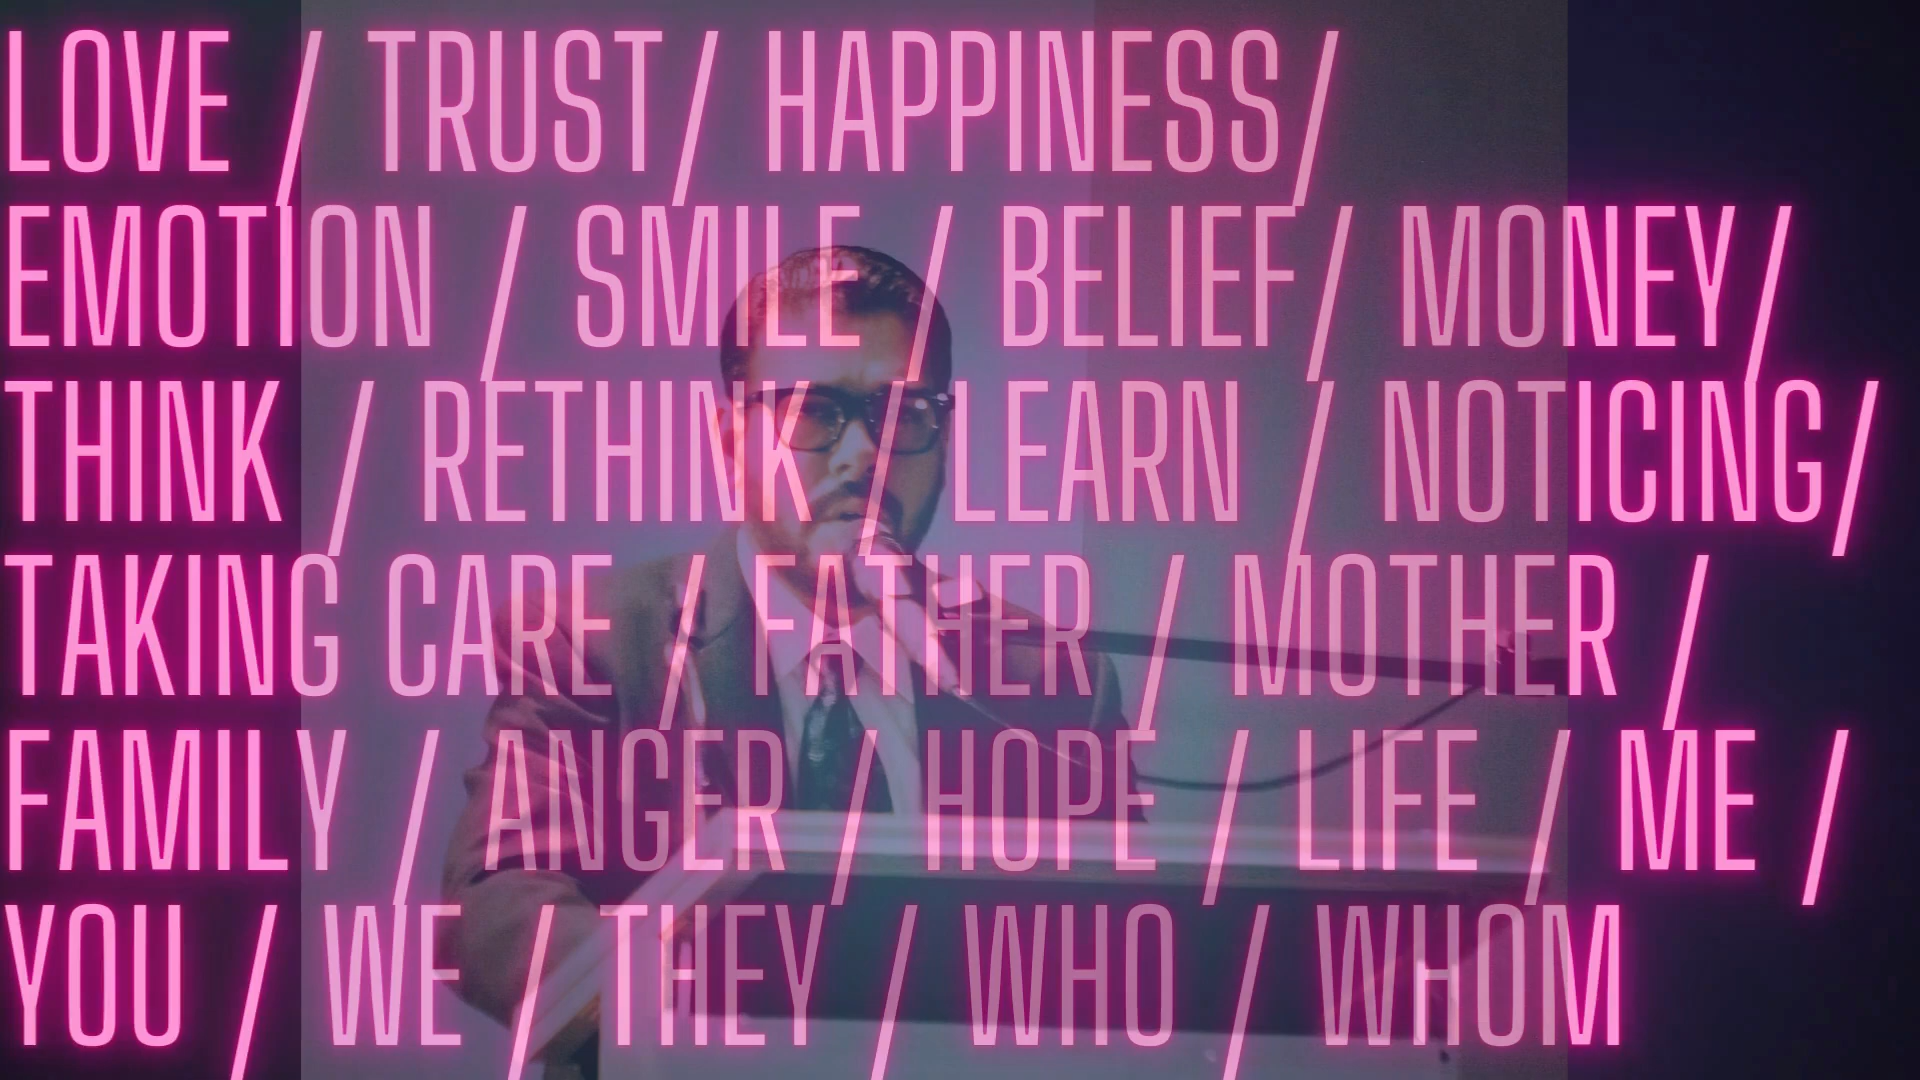 LOVE / TRUST/ HAPPINESS/
EMOTION / SMILE / BELIEF/ MONEY/
THINK / RETHINK / LEARN / NOTICING/
TAKING CARE / FATHER / MOTHER /
FAMILY / ANGER / HOPE / LIFE / ME /
YOU / WE / THEY / WHO / WHOM